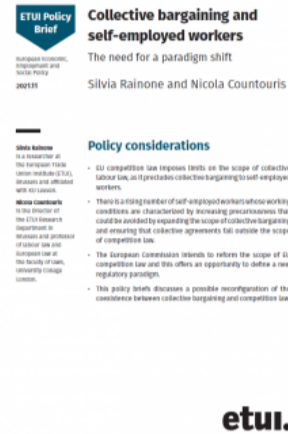 ETUI Policy
Brief
European Economic,
Employment and
Social Policy
2021.11
Collective bargaining and
self-employed workers
The need for a paradigm shift
Silvia Rainone and Nicola Countouris
Silvia Rainone
is a researcher at
the European Trade
Union Institute (ETUI),
Brussels and affiliated
with KU Leuven.
Nicola Countouris
is the Director of
the ETUI Research
Department in
Brussels and professor
of labour law and
European law at
the faculty of laws,
University College
London.
Policy considerations
• EU competition law imposes limits on the scope of collective
labour law, as it precludes collective bargaining to self-employed
workers.
• There is a rising number of self-employed workers whose working
conditions are characterized by increasing precariousness tha
could be avoided by expanding the scope of collective bargaining
and ensuring that collective agreements fall outside the scope
of competition law.
• The European Commission intends to reform the scope of EU
competition law and this offers an opportunity to define a new
regulatory paradigm.
• This policy briefs discusses a possible reconfiguration of the
coexistence between collective bargaining and competition law
etui.